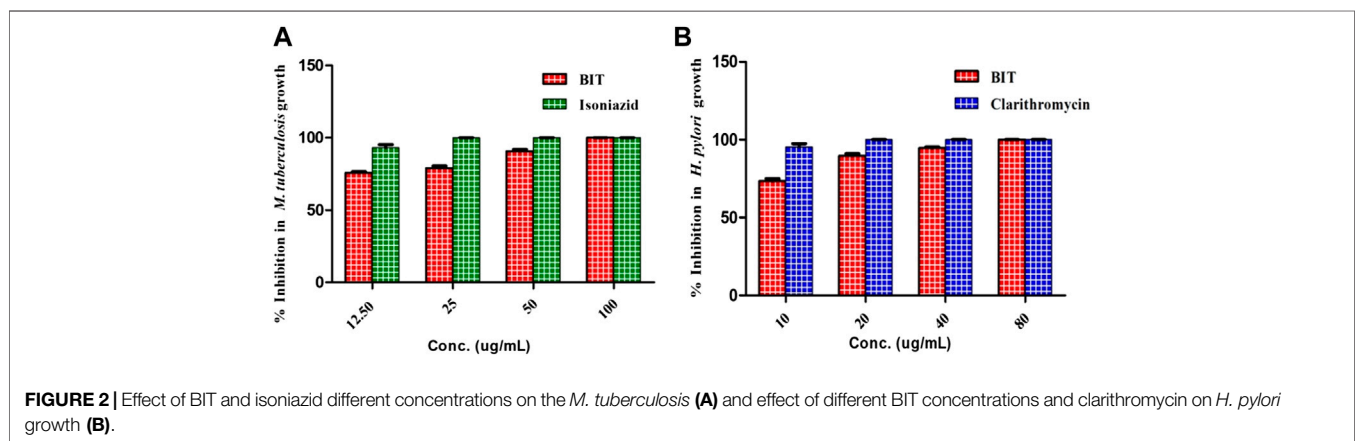 A
% Inhibition in M. tuberculosis growth
150
100
50
0
BIT
Isoniazid
12.50
25
50
100
Conc. (ug/mL)
B
% Inhibition in H. pylori growth
150
100
50
0
BIT
Clarithromycin
10
20
40
80
Conc. (ug/mL)
FIGURE 2 | Effect of BIT and isoniazid different concentrations on the M. tuberculosis (A) and effect of different BIT concentrations and clarithromycin on H. pylori
growth (B).